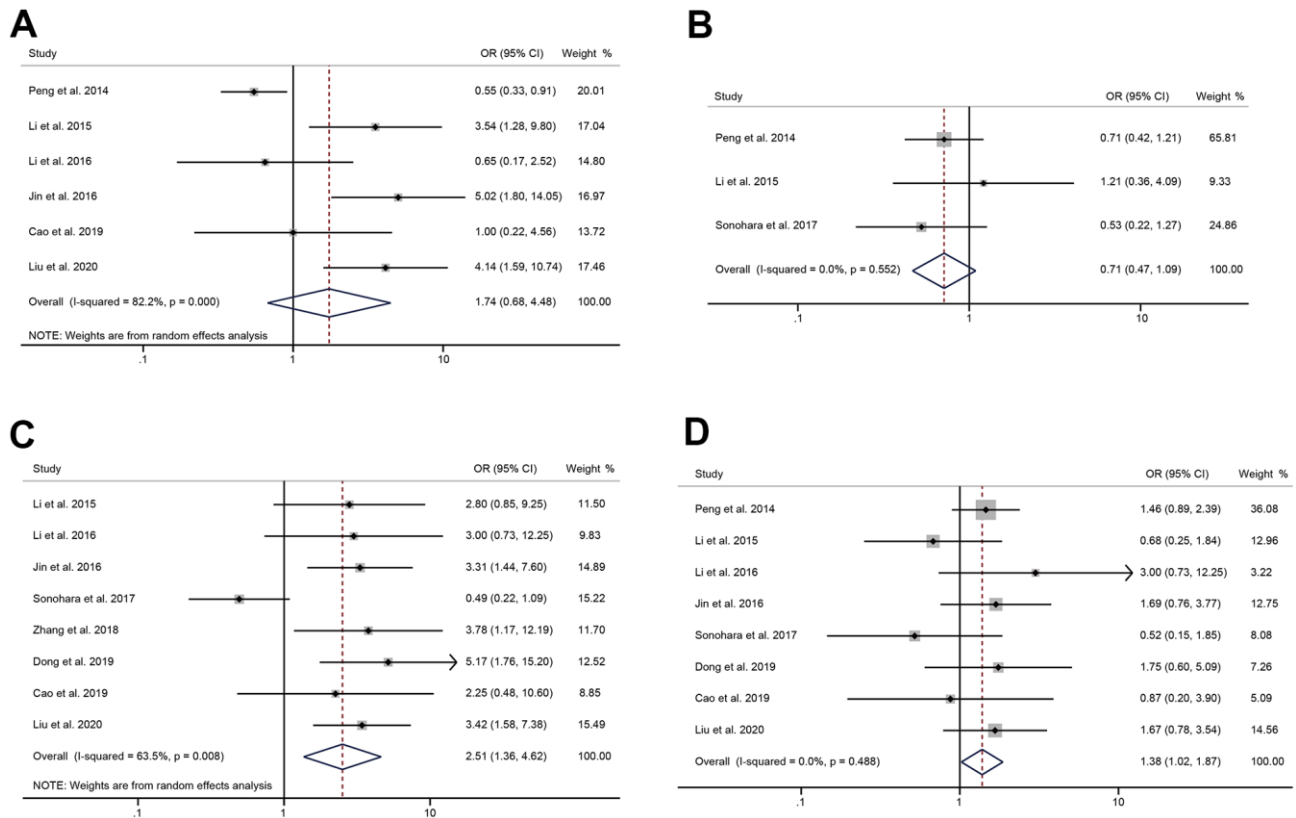 A
Study OR (95% CI) Weight %
Peng et al. 2014 0.55 (0.33, 0.91) 20.01
Li et al. 2015 3.54 (1.28, 9.80) 17.04
Li et al. 2016 0.65 (0.17, 2.52) 14.80
Jin et al. 2016 5.02 (1.80, 14.05) 16.97
Cao et al. 2019 1.00 (0.22, 4.56) 13.72
Liu et al. 2020 4.14 (1.59, 10.74) 17.46
Overall (I-squared = 82.2%, p = 0.000) 1.74 (0.68, 4.48) 100.00
NOTE: Weights are from random effects analysis
.1 1 10
B
Study OR (95% CI) Weight %
Peng et al. 2014 0.71 (0.42, 1.21) 65.81
Li et al. 2015 1.21 (0.36, 4.09) 9.33
Sonohara et al. 2017 0.53 (0.22, 1.27) 24.86
Overall (I-squared = 0.0%, p = 0.552) 0.71 (0.47, 1.09) 100.00
.1 1 10
C
Study OR (95% CI) Weight %
Li et al. 2015 2.80 (0.85, 9.25) 11.50
Li et al. 2016 3.00 (0.73, 12.25) 9.83
Jin et al. 2016 3.31 (1.44, 7.60) 14.89
Sonohara et al. 2017 0.49 (0.22, 1.09) 15.22
Zhang et al. 2018 3.78 (1.17, 12.19) 11.70
Dong et al. 2019 5.17 (1.76, 15.20) 12.52
Cao et al. 2019 2.25 (0.48, 10.60) 8.85
Liu et al. 2020 3.42 (1.58, 7.38) 15.49
Overall (I-squared = 63.5%, p = 0.008) 2.51 (1.36, 4.62) 100.00
NOTE: Weights are from random effects analysis
.1 1 10
D
Study OR (95% CI) Weight %
Peng et al. 2014 1.46 (0.89, 2.39) 36.08
Li et al. 2015 0.68 (0.25, 1.84) 12.96
Li et al. 2016 3.00 (0.73, 12.25) 3.22
Jin et al. 2016 1.69 (0.76, 3.77) 12.75
Sonohara et al. 2017 0.52 (0.15, 1.85) 8.08
Dong et al. 2019 1.75 (0.60, 5.09) 7.26
Cao et al. 2019 0.87 (0.20, 3.90) 5.09
Liu et al. 2020 1.67 (0.78, 3.54) 14.56
Overall (I-squared = 0.0%, p = 0.488) 1.38 (1.02, 1.87) 100.00
.1 1 10